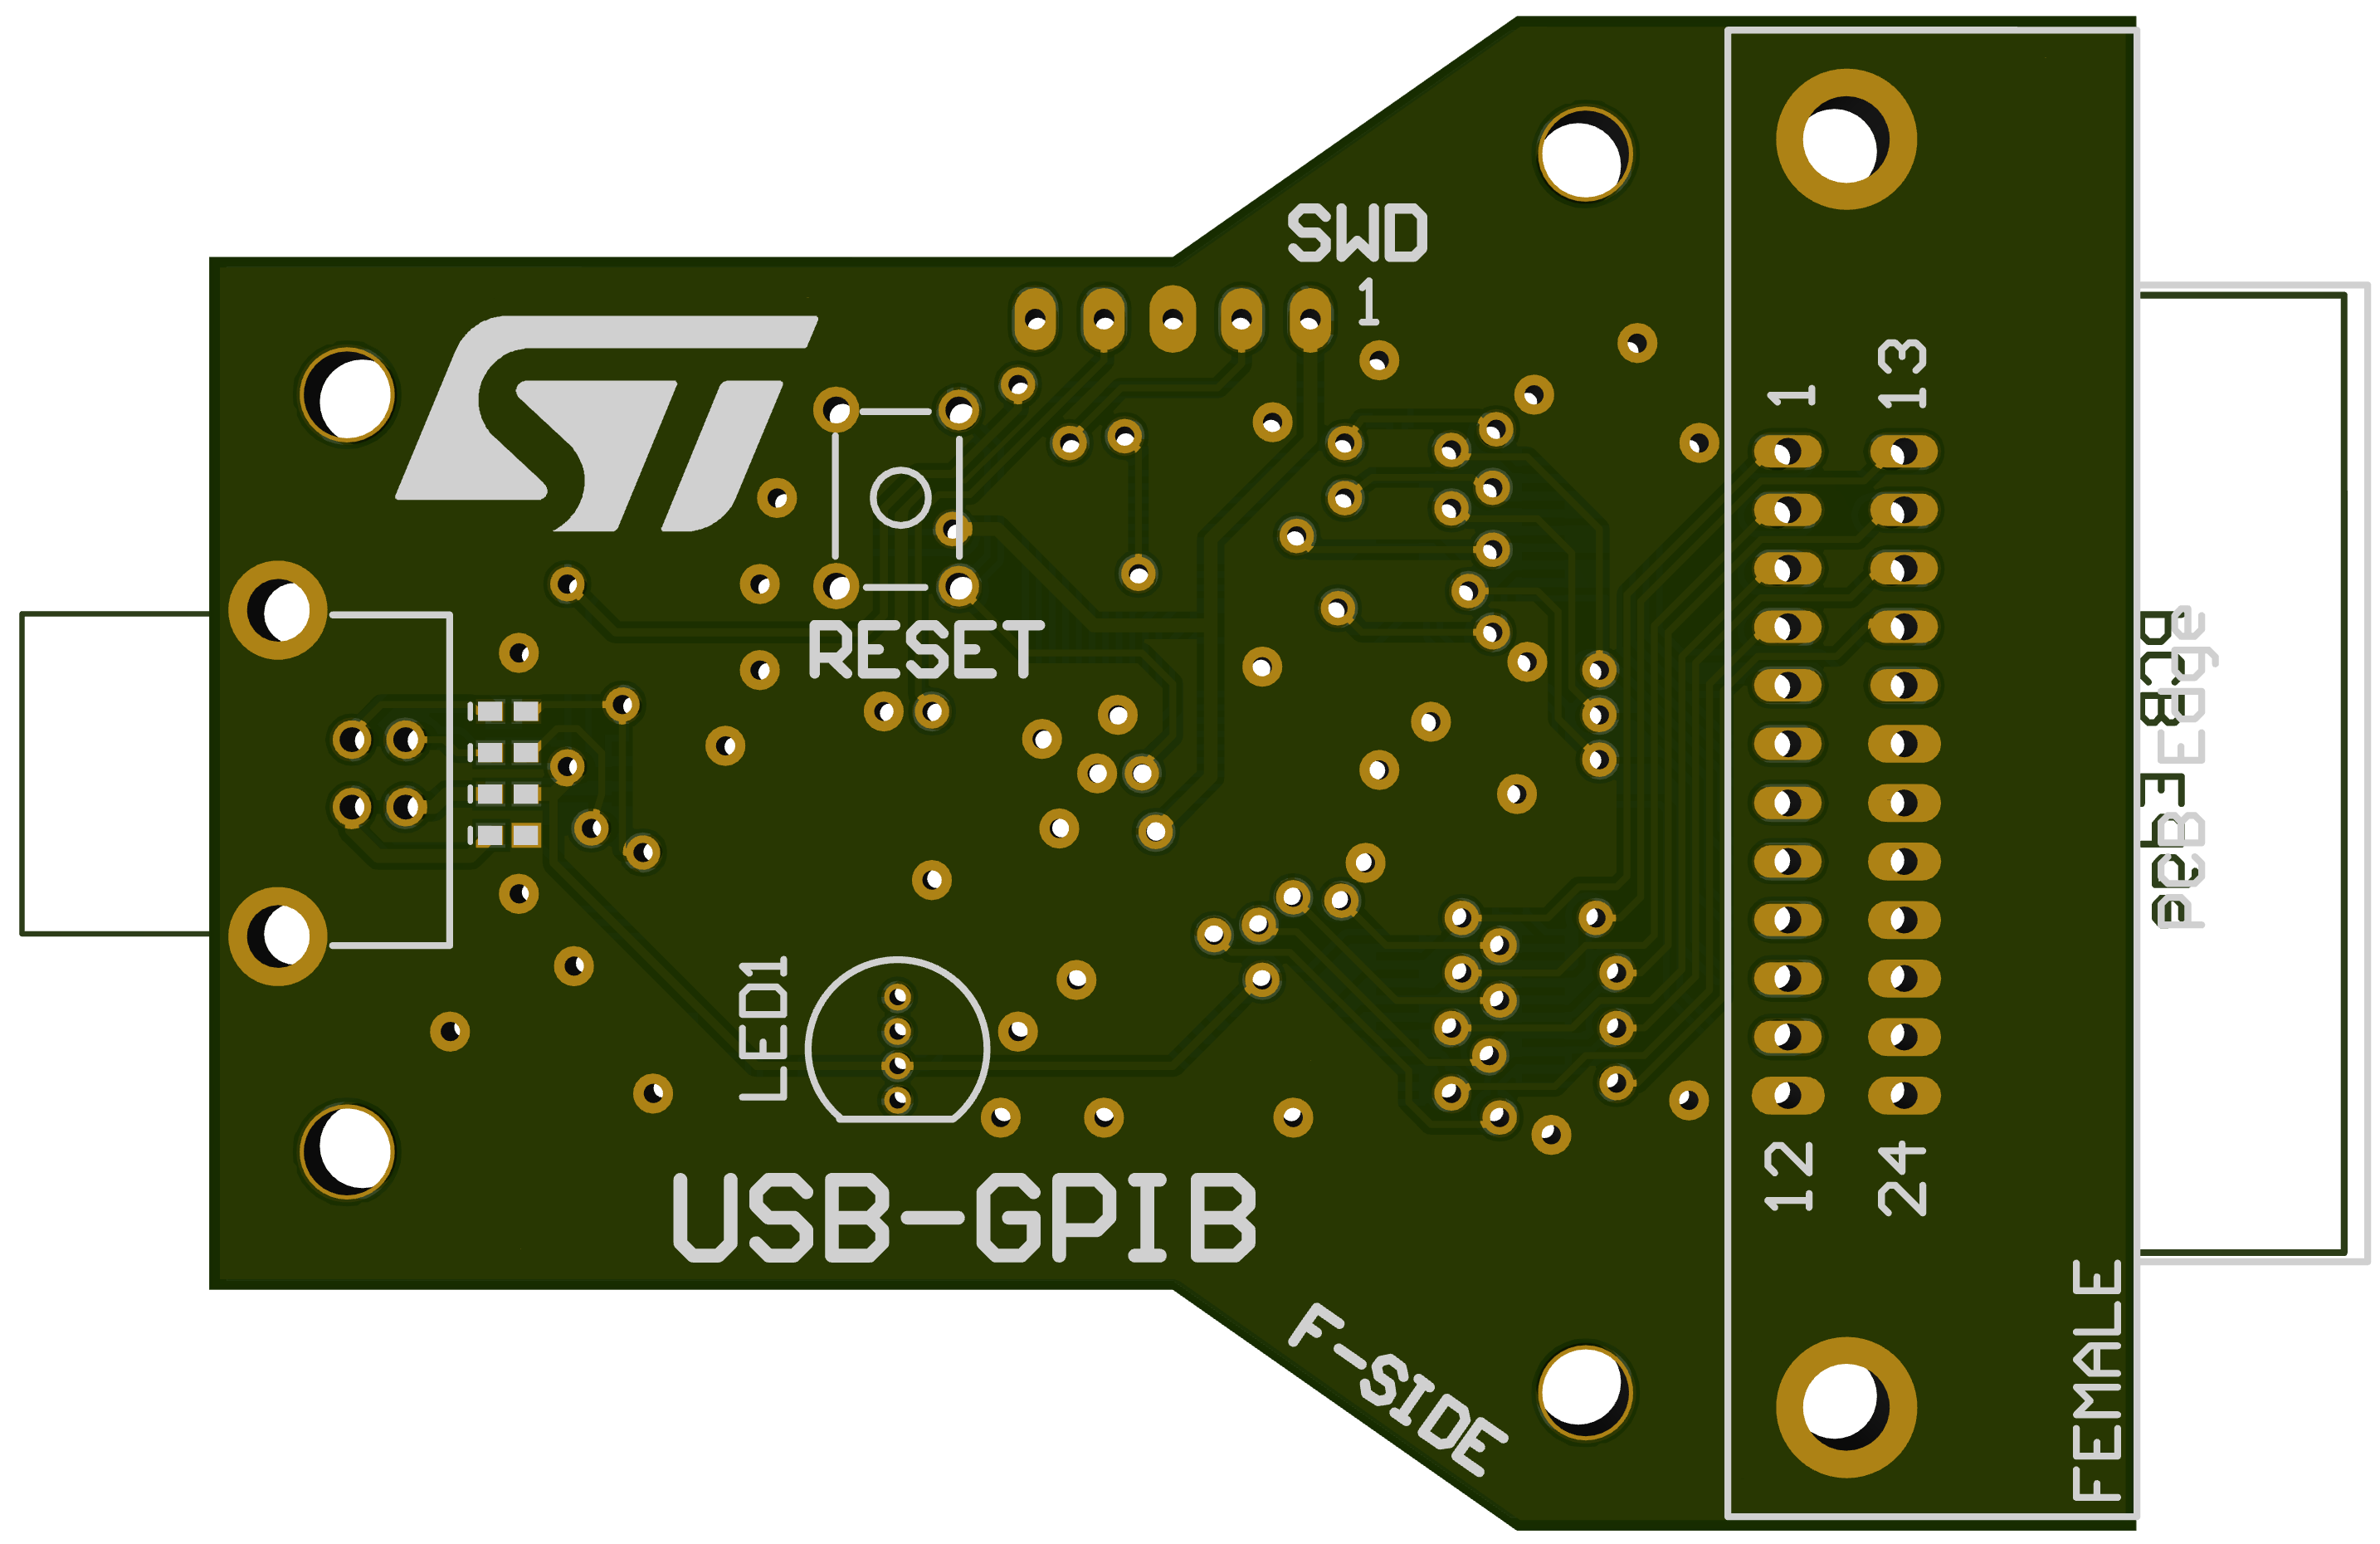 SWD
1
ST
1
13
RESET
PCB Edge
LED1
12
24
USB-GPIB
F-SIDE
FEMALE